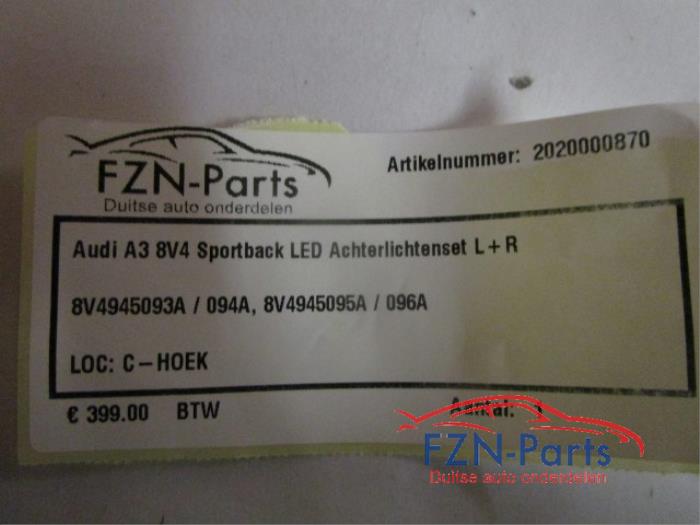 FZN-Parts
Duitse auto onderdelen
Artikelnummer: 2020000870
Audi A3 8V4 Sportback LED Achterlichtenset L+R
8V4945093A / 094A, 8V4945095A / 096A
LOC: C-HOEK
€ 399.00 BTW
Aantal:
FZN-Parts
Duitse auto onderdelen